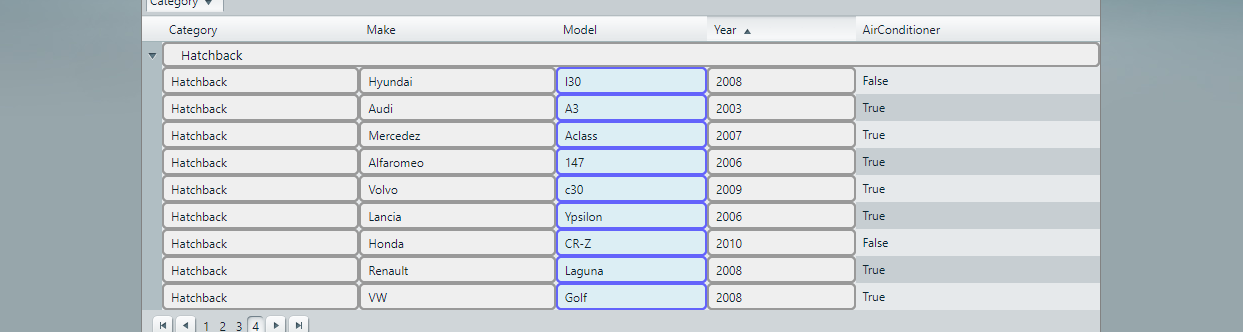 Category
Category Make Model Year AirConditioner
Hatchback
Hatchback Hyundai I30 2008 False
Hatchback Audi A3 2003 True
Hatchback Mercedez Aclass 2007 True
Hatchback Alfaromeo 147 2006 True
Hatchback Volvo c30 2009 True
Hatchback Lancia Ypsilon 2006 True
Hatchback Honda CR-Z 2010 False
Hatchback Renault Laguna 2008 True
Hatchback VW Golf 2008 True
1 2 3 4